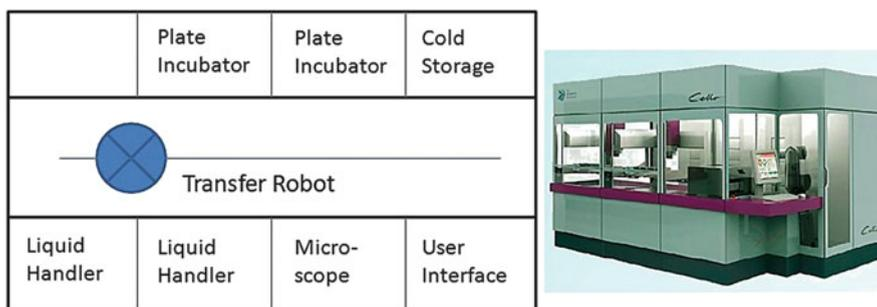 Plate
Incubator
Plate
Incubator
Cold
Storage
Transfer Robot
Liquid
Handler
Liquid
Handler
Micro-
scope
User
Interface
Cello